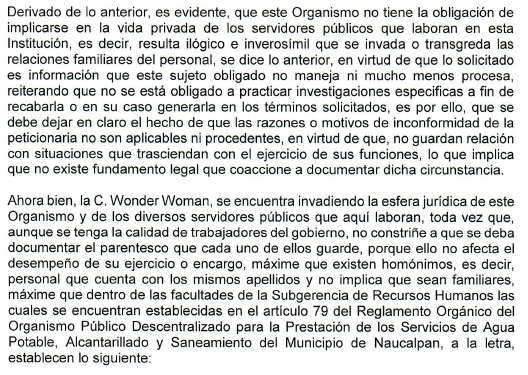 Derivado de lo anterior, es evidente, que este Organismo no tiene la obligación de
implicarse en la vida privada de los servidores públicos que laboran en esta
Institución, es decir, resulta ilógico e inverosímil que se invada o transgreda las
relaciones familiares del personal, se dice lo anterior, en virtud de que lo solicitado
es información que este sujeto obligado no maneja ni mucho menos procesa,
reiterando que no se está obligado a practicar investigaciones especificas a fin de
recabarla o en su caso generarla en los términos solicitados, es por ello, que se
debe dejar en claro el hecho de que las razones o motivos de inconformidad de la
peticionaria no son aplicables ni procedentes, en virtud de que, no guardan relación
con situaciones que trasciendan con el ejercicio de sus funciones, lo que implica
que no existe fundamento legal que coaccione a documentar dicha circunstancia.
Ahora bien, la C. Wonder Woman, se encuentra invadiendo la esfera jurídica de este
Organismo y de los diversos servidores públicos que aquí laboran, toda vez que,
aunque se tenga la calidad de trabajadores del gobierno, no constriñe a que se deba
documentar el parentesco que cada uno de ellos guarde, porque ello no afecta el
desempeño de su ejercicio o encargo, máxime que existen homónimos, es decir,
personal que cuenta con los mismos apellidos y no implica que sean familiares,
máxime que dentro de las facultades de la Subgerencia de Recursos Humanos las
cuales se encuentran establecidas en el artículo 79 del Reglamento Orgánico del
Organismo Público Descentralizado para la Prestación de los Servicios de Agua
Potable, Alcantarillado y Saneamiento del Municipio de Naucalpan, a la letra,
establecen lo siguiente: